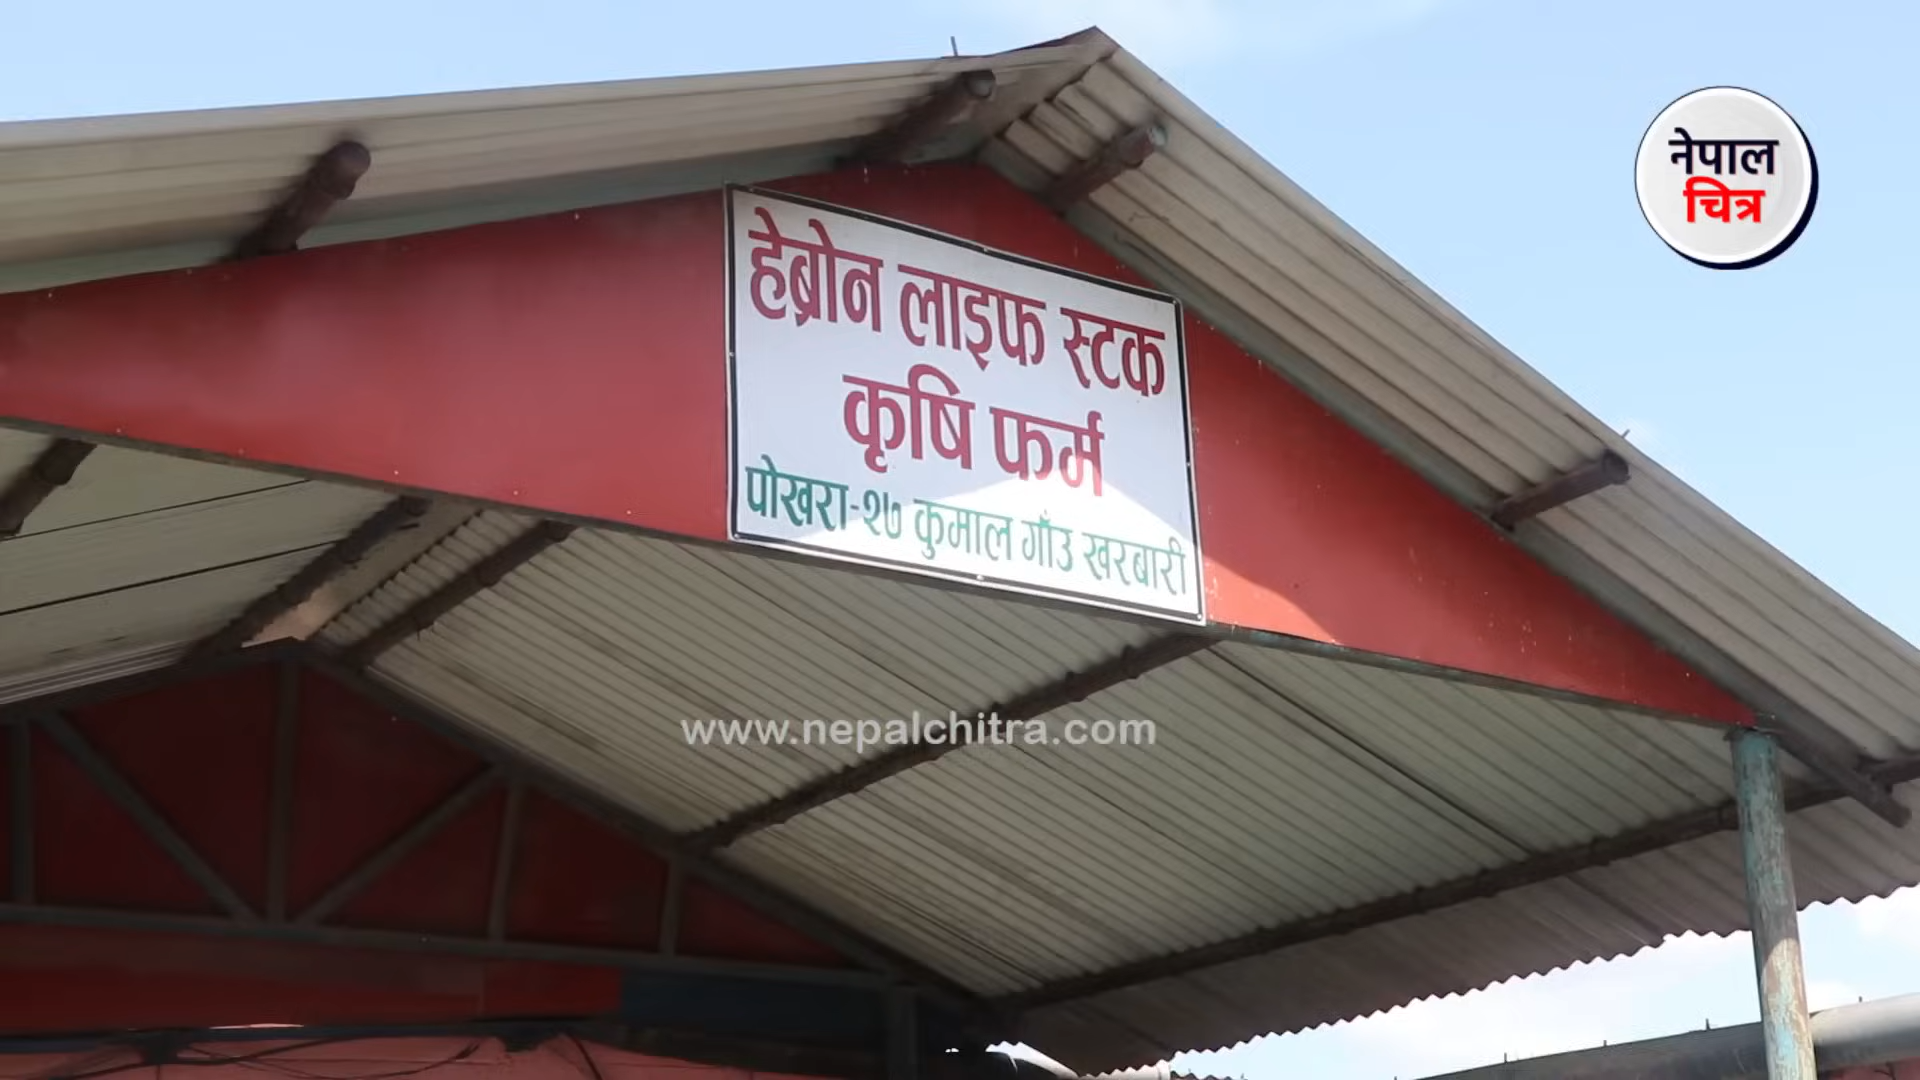 हेब्रोन लाइफ स्टक
कृषि फर्म
पोखरा-२७ कुमाल गाँउ खरबारी
नेपाल
चित्र
www.nepalchitra.com